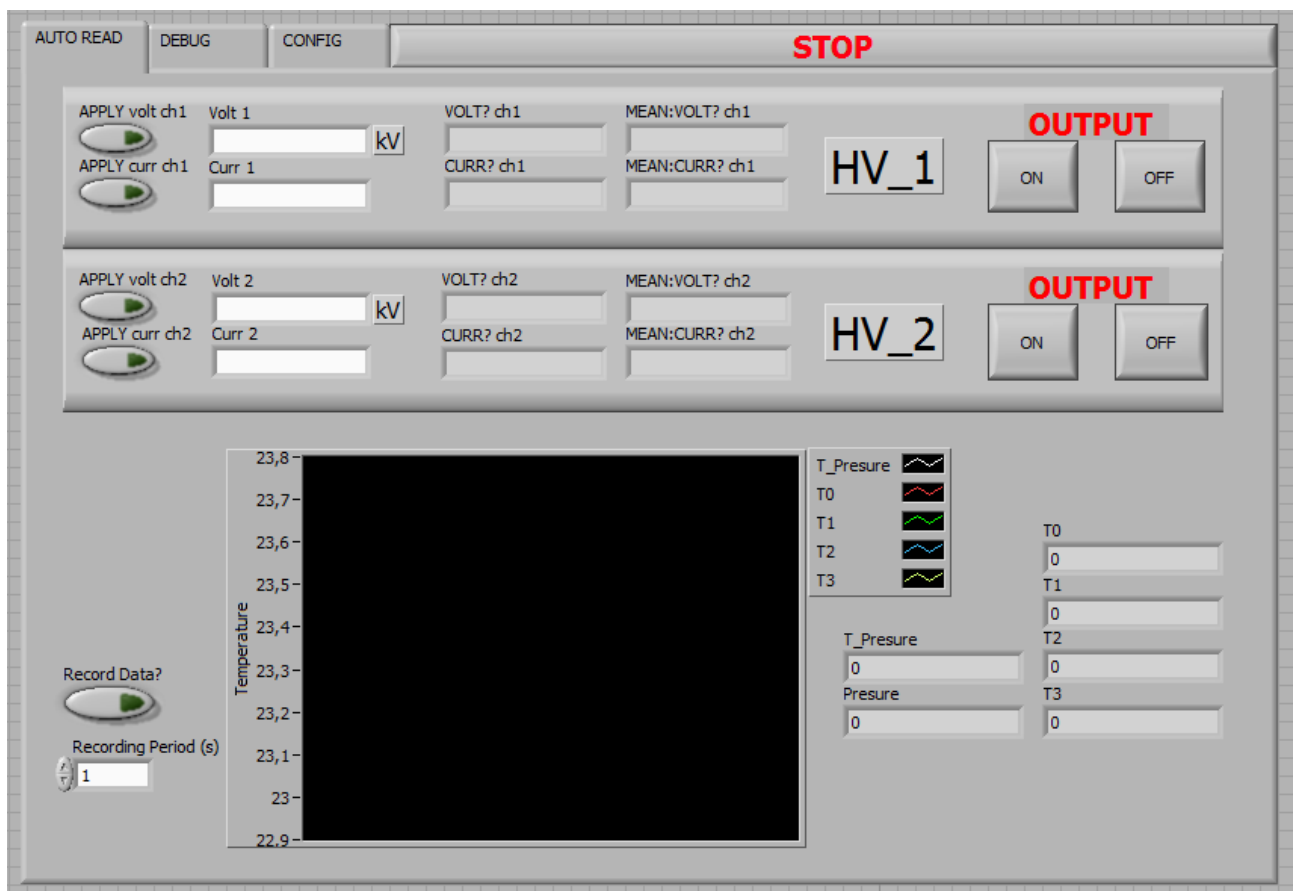 AUTO READ DEBUG CONFIG STOP
APPLY volt ch1 Volt 1 VOLT? ch1 MEAN:VOLT? ch1
kV
APPLY curr ch1 Curr 1 CURR? ch1 MEAN:CURR? ch1
HV_1
OUTPUT
ON OFF
APPLY volt ch2 Volt 2 VOLT? ch2 MEAN:VOLT? ch2
kV
APPLY curr ch2 Curr 2 CURR? ch2 MEAN:CURR? ch2
HV_2
OUTPUT
ON OFF
Record Data?
Recording Period (s)
1
Temperature
23,8
23,7
23,6
23,5
23,4
23,3
23,2
23,1
23
22,9
T_Presure
T0
T1
T2
T3
T_Presure
0
Presure
0
T0
0
T1
0
T2
0
T3
0